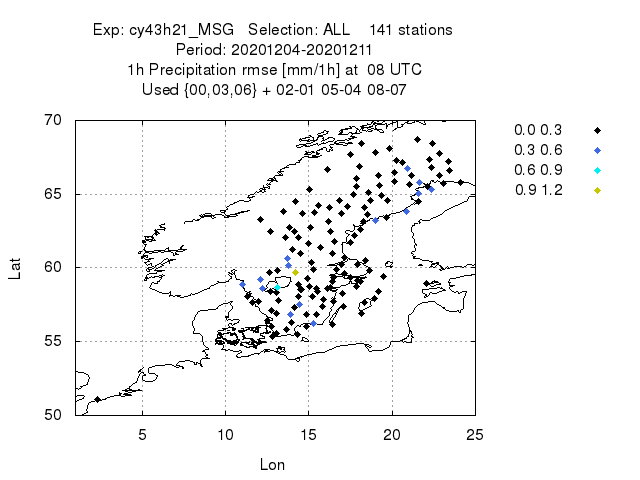 Exp: cy43h21_MSG Selection: ALL 141 stations
Period: 20201204-20201211
1h Precipitation rmse [mm/1h] at 08 UTC
Used {00,03,06} + 02-01 05-04 08-07
70
65
60
55
50
Lat
5
10
15
20
25
Lon
0.0 0.3
0.3 0.6
0.6 0.9
0.9 1.2